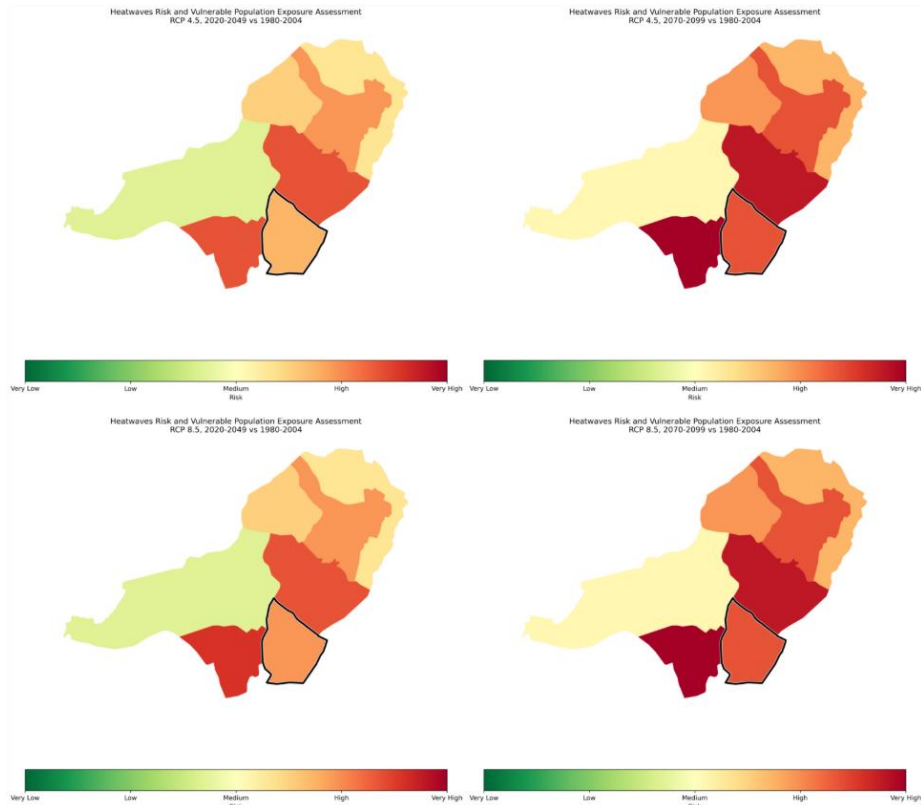 Heatwaves Risk and Vulnerable Population Exposure Assessment
RCP 4.5, 2020-2049 vs 1980-2004
Very Low Low Medium High Very High
Risk
Heatwaves Risk and Vulnerable Population Exposure Assessment
RCP 4.5, 2070-2099 vs 1980-2004
Very Low Low Medium High Very High
Risk
Heatwaves Risk and Vulnerable Population Exposure Assessment
RCP 8.5, 2020-2049 vs 1980-2004
Very Low Low Medium High Very High
Heatwaves Risk and Vulnerable Population Exposure Assessment
RCP 8.5, 2070-2099 vs 1980-2004
Very Low Low Medium High Very High